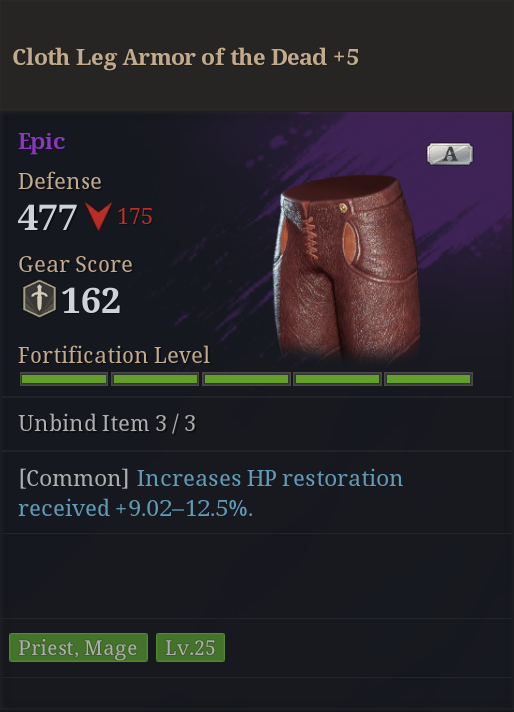 Cloth Leg Armor of the Dead +5
Epic
A
Defense
477 175
Gear Score
162
Fortification Level
Unbind Item 3 / 3
[Common] Increases HP restoration
received +9.02–12.5%.
Priest, Mage Lv.25